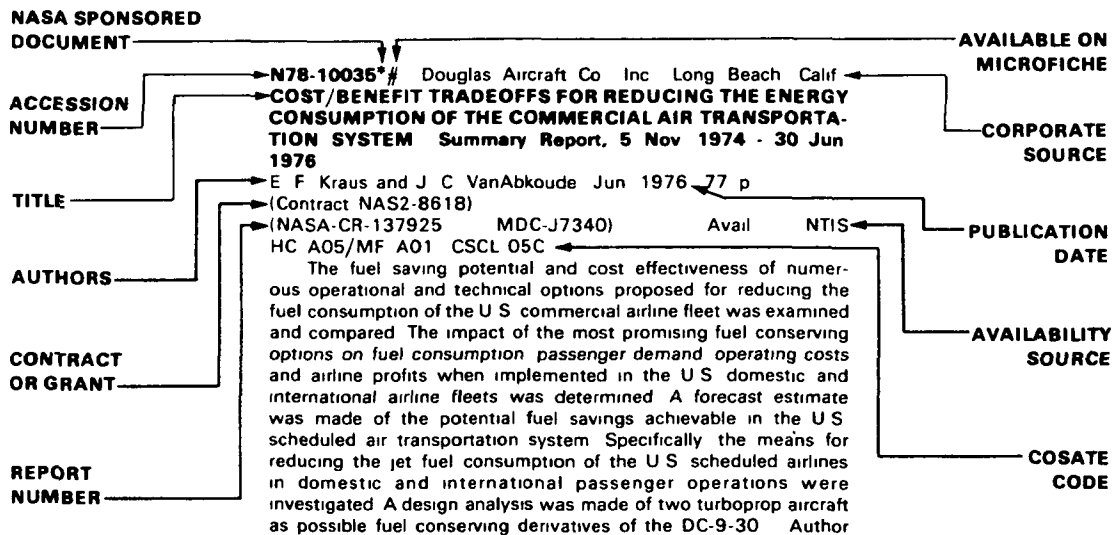 NASA SPONSORED
DOCUMENT
AVAILABLE ON
MICROFICHE
N78-10035*# Douglas Aircraft Co Inc Long Beach Calif
ACCESSION
NUMBER
COST/BENEFIT TRADEOFFS FOR REDUCING THE ENERGY
CONSUMPTION OF THE COMMERCIAL AIR TRANSPORTA-
TION SYSTEM Summary Report, 5 Nov 1974 - 30 Jun
1976
CORPORATE
SOURCE
TITLE
E F Kraus and J C VanAbkoude Jun 1976 77 p
(Contract NAS2-8618)
(NASA-CR-137925 MDC-J7340) Avail NTIS
HC A05/MF A01 CSCL 05C
PUBLICATION
DATE
AUTHORS
The fuel saving potential and cost effectiveness of numer-
ous operational and technical options proposed for reducing the
fuel consumption of the U S commercial airline fleet was examined
and compared The impact of the most promising fuel conserving
options on fuel consumption passenger demand operating costs
and airline profits when implemented in the U S domestic and
international airline fleets was determined A forecast estimate
was made of the potential fuel savings achievable in the U S
scheduled air transportation system Specifically the means for
reducing the jet fuel consumption of the U S scheduled airlines
in domestic and international passenger operations were
investigated A design analysis was made of two turboprop aircraft
as possible fuel conserving derivatives of the DC-9-30 Author
AVAILABILITY
SOURCE
CONTRACT
OR GRANT
COSATE
CODE
REPORT
NUMBER